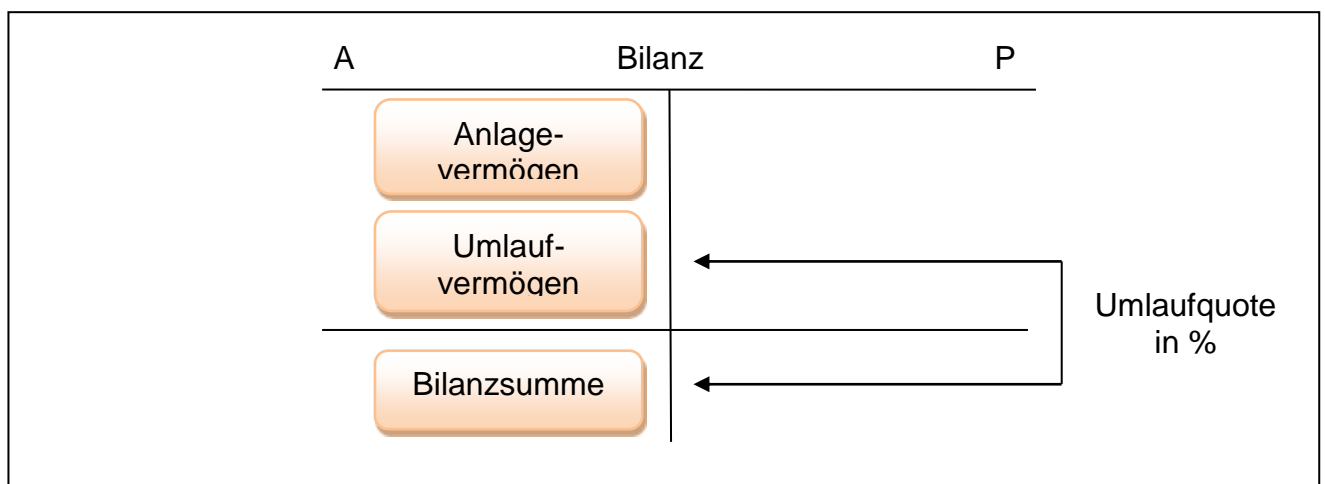 A Bilanz P
Anlage-
vermögen
Umlauf-
vermögen
Umlaufquote
in %
Bilanzsumme